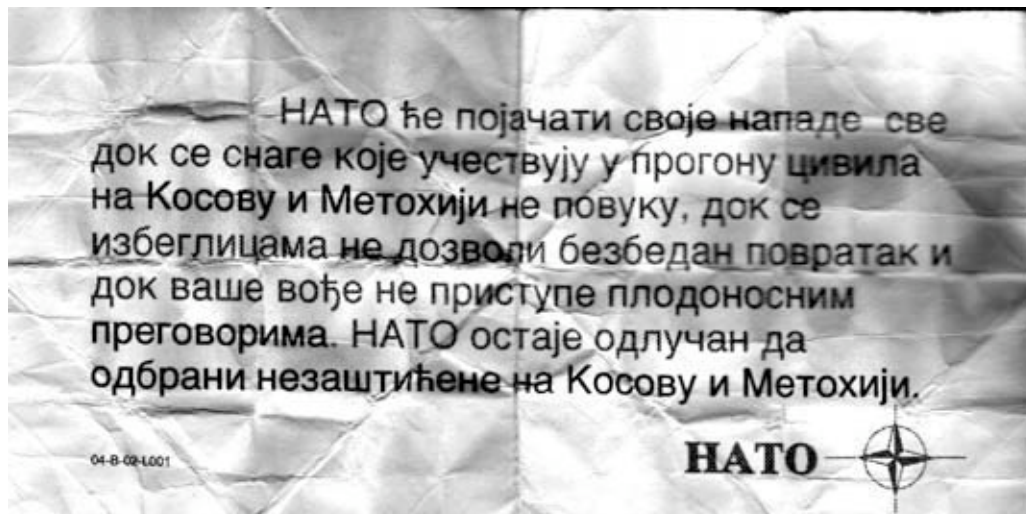 НАТО ће појачати своје нападе све
док се снаге које учествују у прогону цивила
на Косову и Метохији не повуку, док се
избеглицама не дозволи безбедан повратак и
док ваше вође не приступе плодоносним
преговорима. НАТО остаје одлучан да
одбрани незаштићене на Косову и Метохији.
04-B-02-L001
НАТО